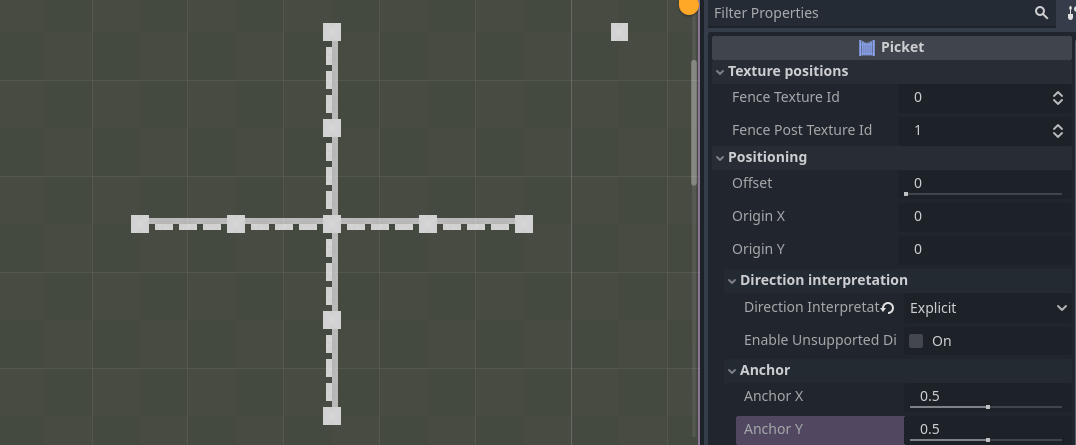 Filter Properties
Picket
Texture positions
Fence Texture Id 0
Fence Post Texture Id 1
Positioning
Offset 0
Origin X 0
Origin Y 0
Direction interpretation
Direction Interpretat Explicit
Enable Unsupported Di On
Anchor
Anchor X 0.5
Anchor Y 0.5